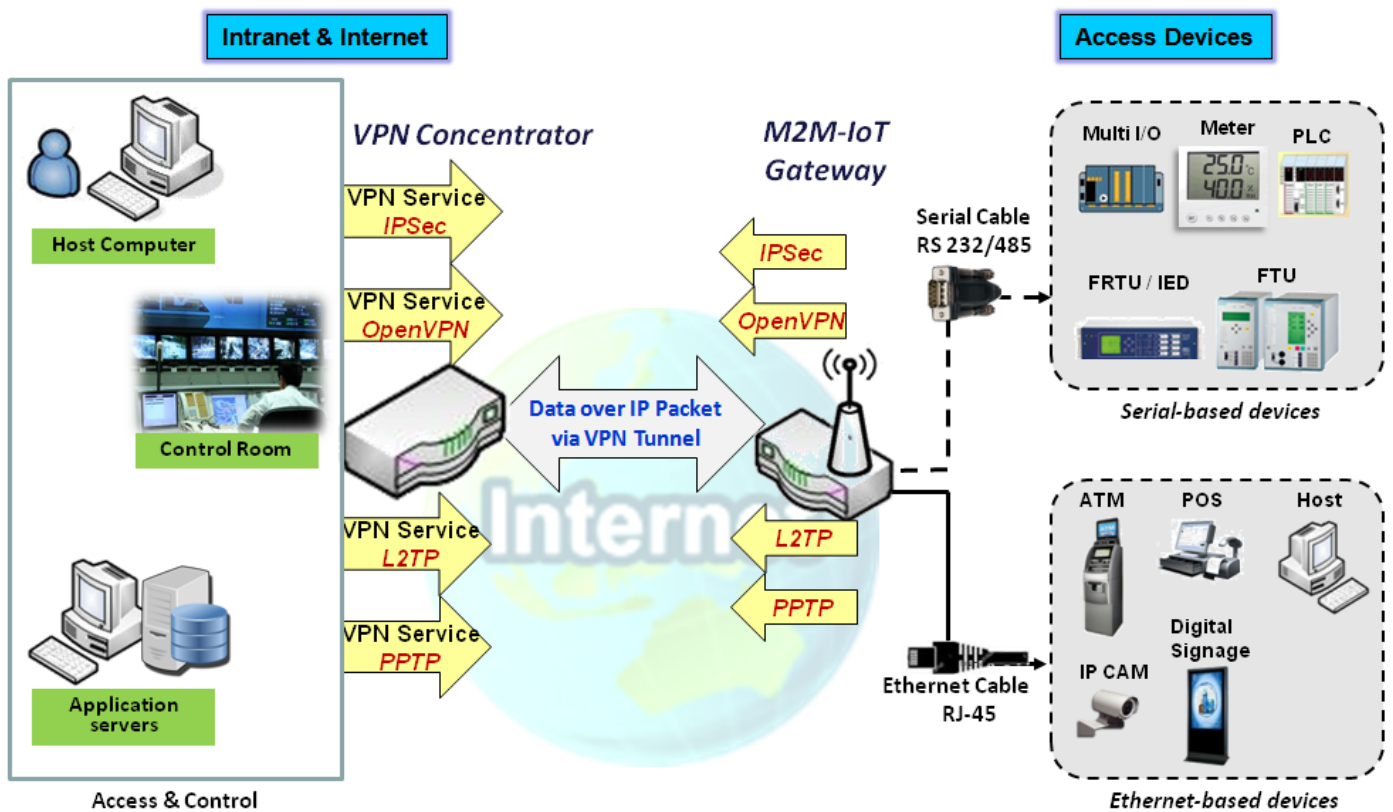 Intranet & Internet
Access Devices
VPN Concentrator
M2M-IoT
Gateway
Host Computer
Control Room
Application
servers
Access & Control
VPN Service
IPSec
VPN Service
OpenVPN
VPN Service
L2TP
VPN Service
PPTP
Data over IP Packet
via VPN Tunnel
Internet
IPSec
OpenVPN
L2TP
PPTP
Serial Cable
RS 232/485
Ethernet Cable
RJ-45
Multi I/O
Meter
PLC
25.0 °C
40.0 %
FRTU / IED
FTU
Serial-based devices
ATM
POS
Host
IP CAM
Digital
Signage
Ethernet-based devices